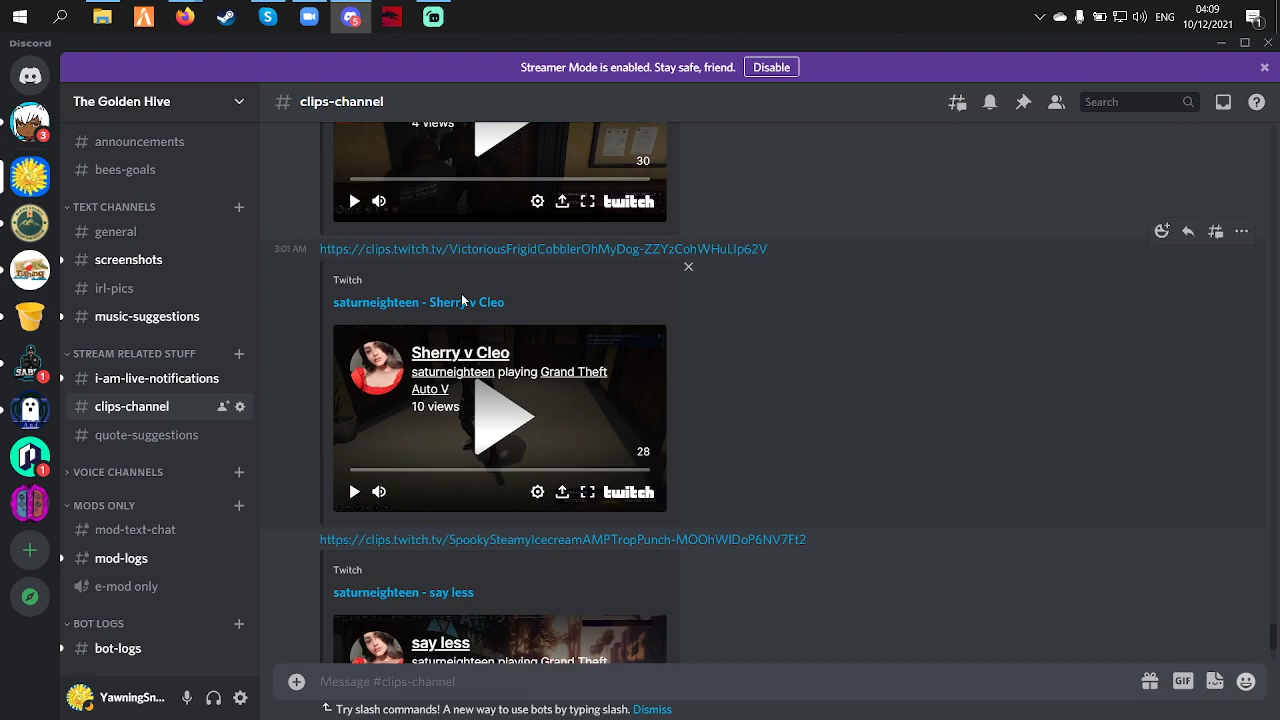 04:09
ENG
10/12/2021
Discord
Streamer Mode is enabled. Stay safe, friend.
Disable
The Golden Hive
clips-channel
Search
announcements
bees-goals
TEXT CHANNELS
general
screenshots
irl-pics
music-suggestions
STREAM RELATED STUFF
i-am-live-notifications
clips-channel
quote-suggestions
VOICE CHANNELS
MODS ONLY
mod-text-chat
mod-logs
e-mod only
BOT LOGS
bot-logs
YawningSn...
4 views
30
twitch
3:01 AM
https://clips.twitch.tv/VictoriousFrigidCobblerOhMyDog-ZZYzCohWHuLlp62V
Twitch
saturneighteen - Sherry v Cleo
Sherry v Cleo
saturneighteen playing Grand Theft
Auto V
10 views
28
twitch
https://clips.twitch.tv/SpookySteamyIcecreamAMPTropPunch-MOOhWIDoP6NV7Ft2
Twitch
saturneighteen - say less
say less
saturneighteen playing Grand Theft
Message #clips-channel
GIF
Try slash commands! A new way to use bots by typing slash. Dismiss
5
1
3
1
1